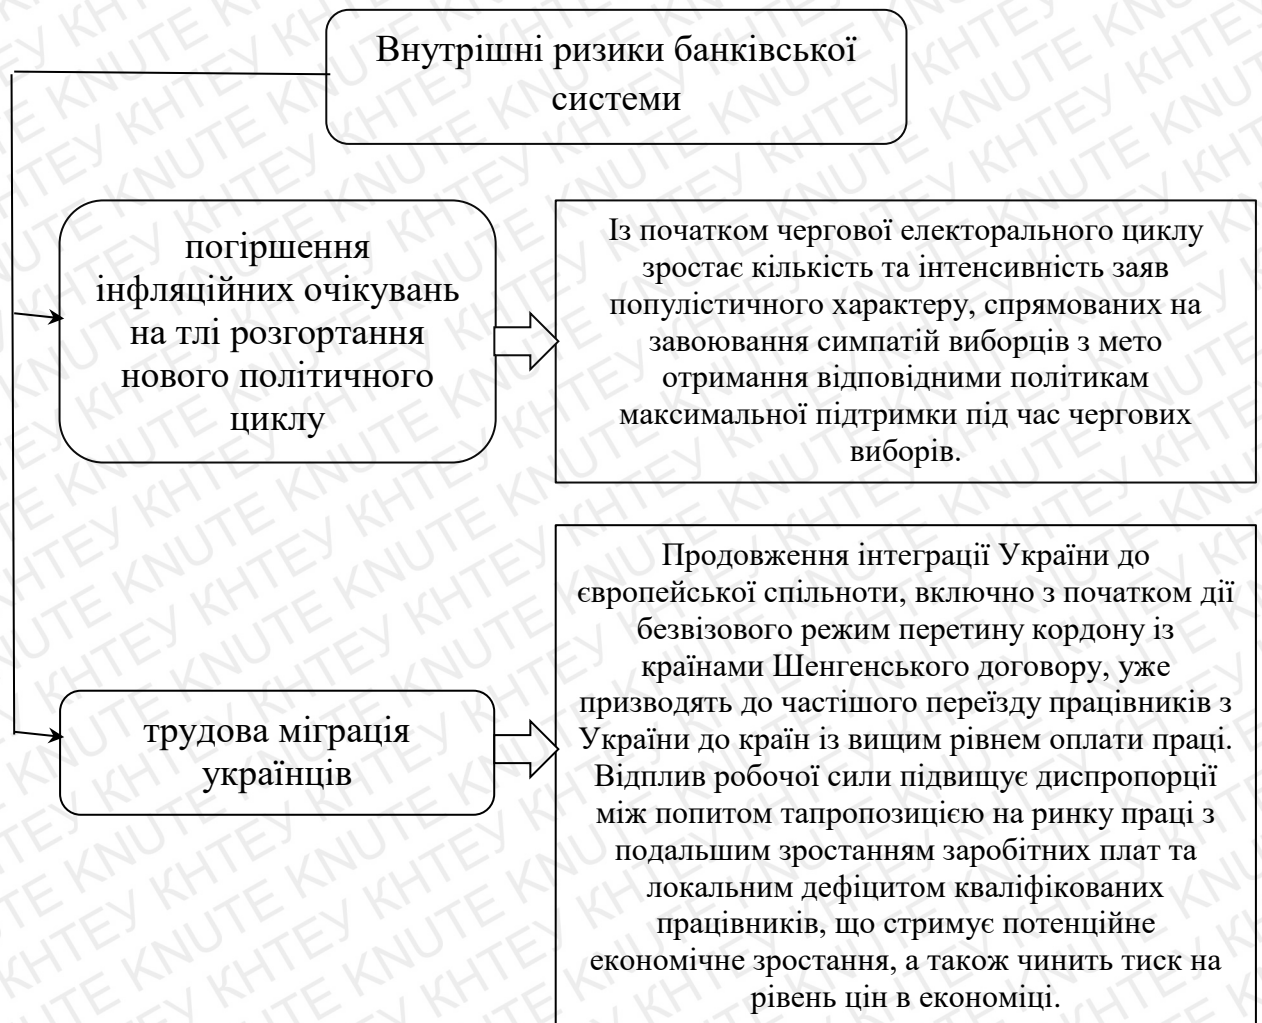 Внутрішні ризики банківської
системи
погіршення
інфляційних очікувань
на тлі розгортання
нового політичного
циклу
Із початком чергової електорального циклу
зростає кількість та інтенсивність заяв
популістичного характеру, спрямованих на
завоювання симпатій виборців з мето
отримання відповідними політикам
максимальної підтримки під час чергових
виборів.
трудова міграція
українців
Продовження інтеграції України до
європейської спільноти, включно з початком дії
безвізового режим перетину кордону із
країнами Шенгенського договору, уже
призводять до частішого переїзду працівників з
України до країн із вищим рівнем оплати праці.
Відплив робочої сили підвищує диспропорції
між попитом тапропозицією на ринку праці з
подальшим зростанням заробітних плат та
локальним дефіцитом кваліфікованих
працівників, що стримує потенційне
економічне зростання, а також чинить тиск на
рівень цін в економіці.